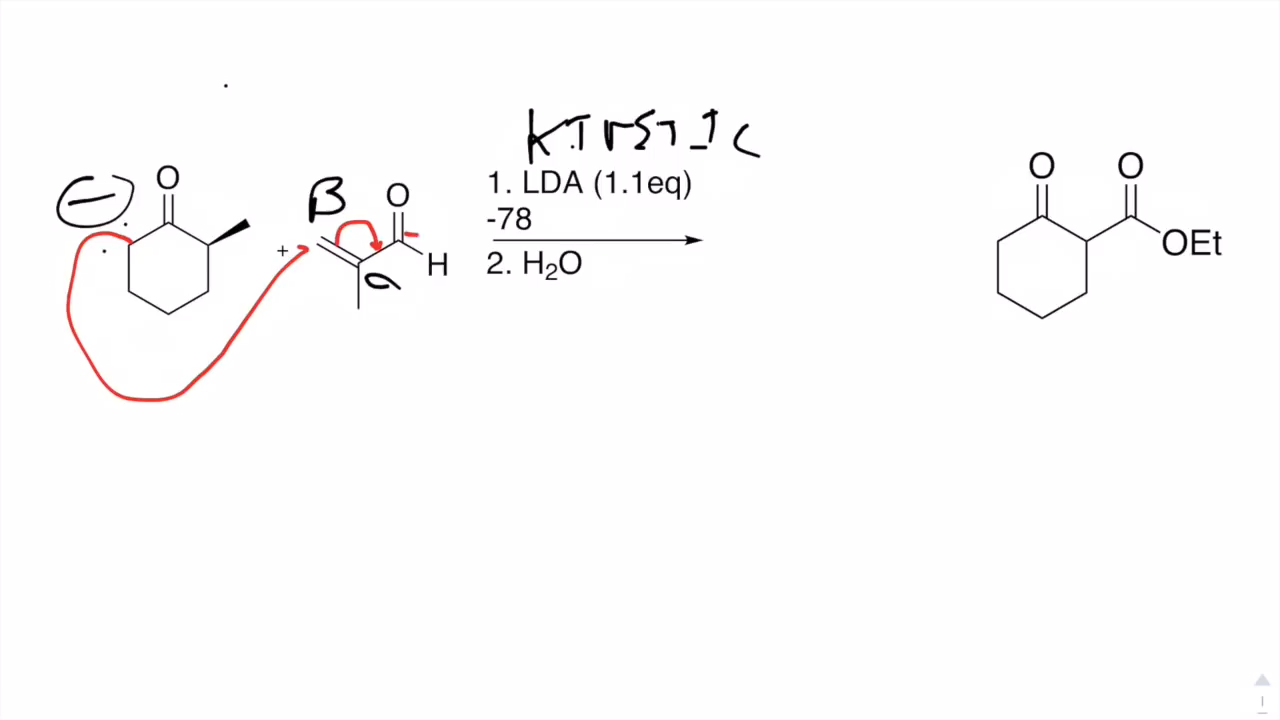 O
O
B
O
H
+
1. LDA (1.1eq)
-78
2. H₂O
O
O
OEt